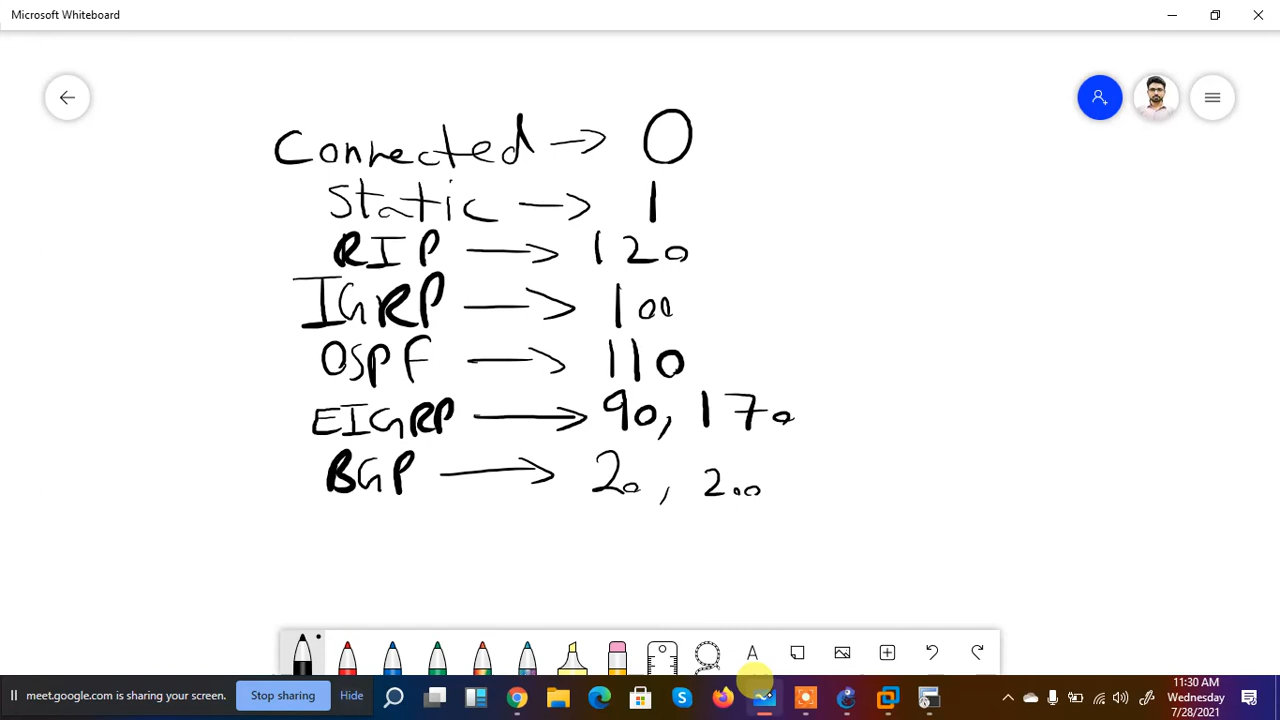 Microsoft Whiteboard
Connected → 0
Static → 1
RIP → 120
IGRP → 100
OSPF → 110
EIGRP → 90, 170
BGP → 20, 200
A
meet.google.com is sharing your screen. Stop sharing Hide
11:30 AM
Wednesday
7/28/2021